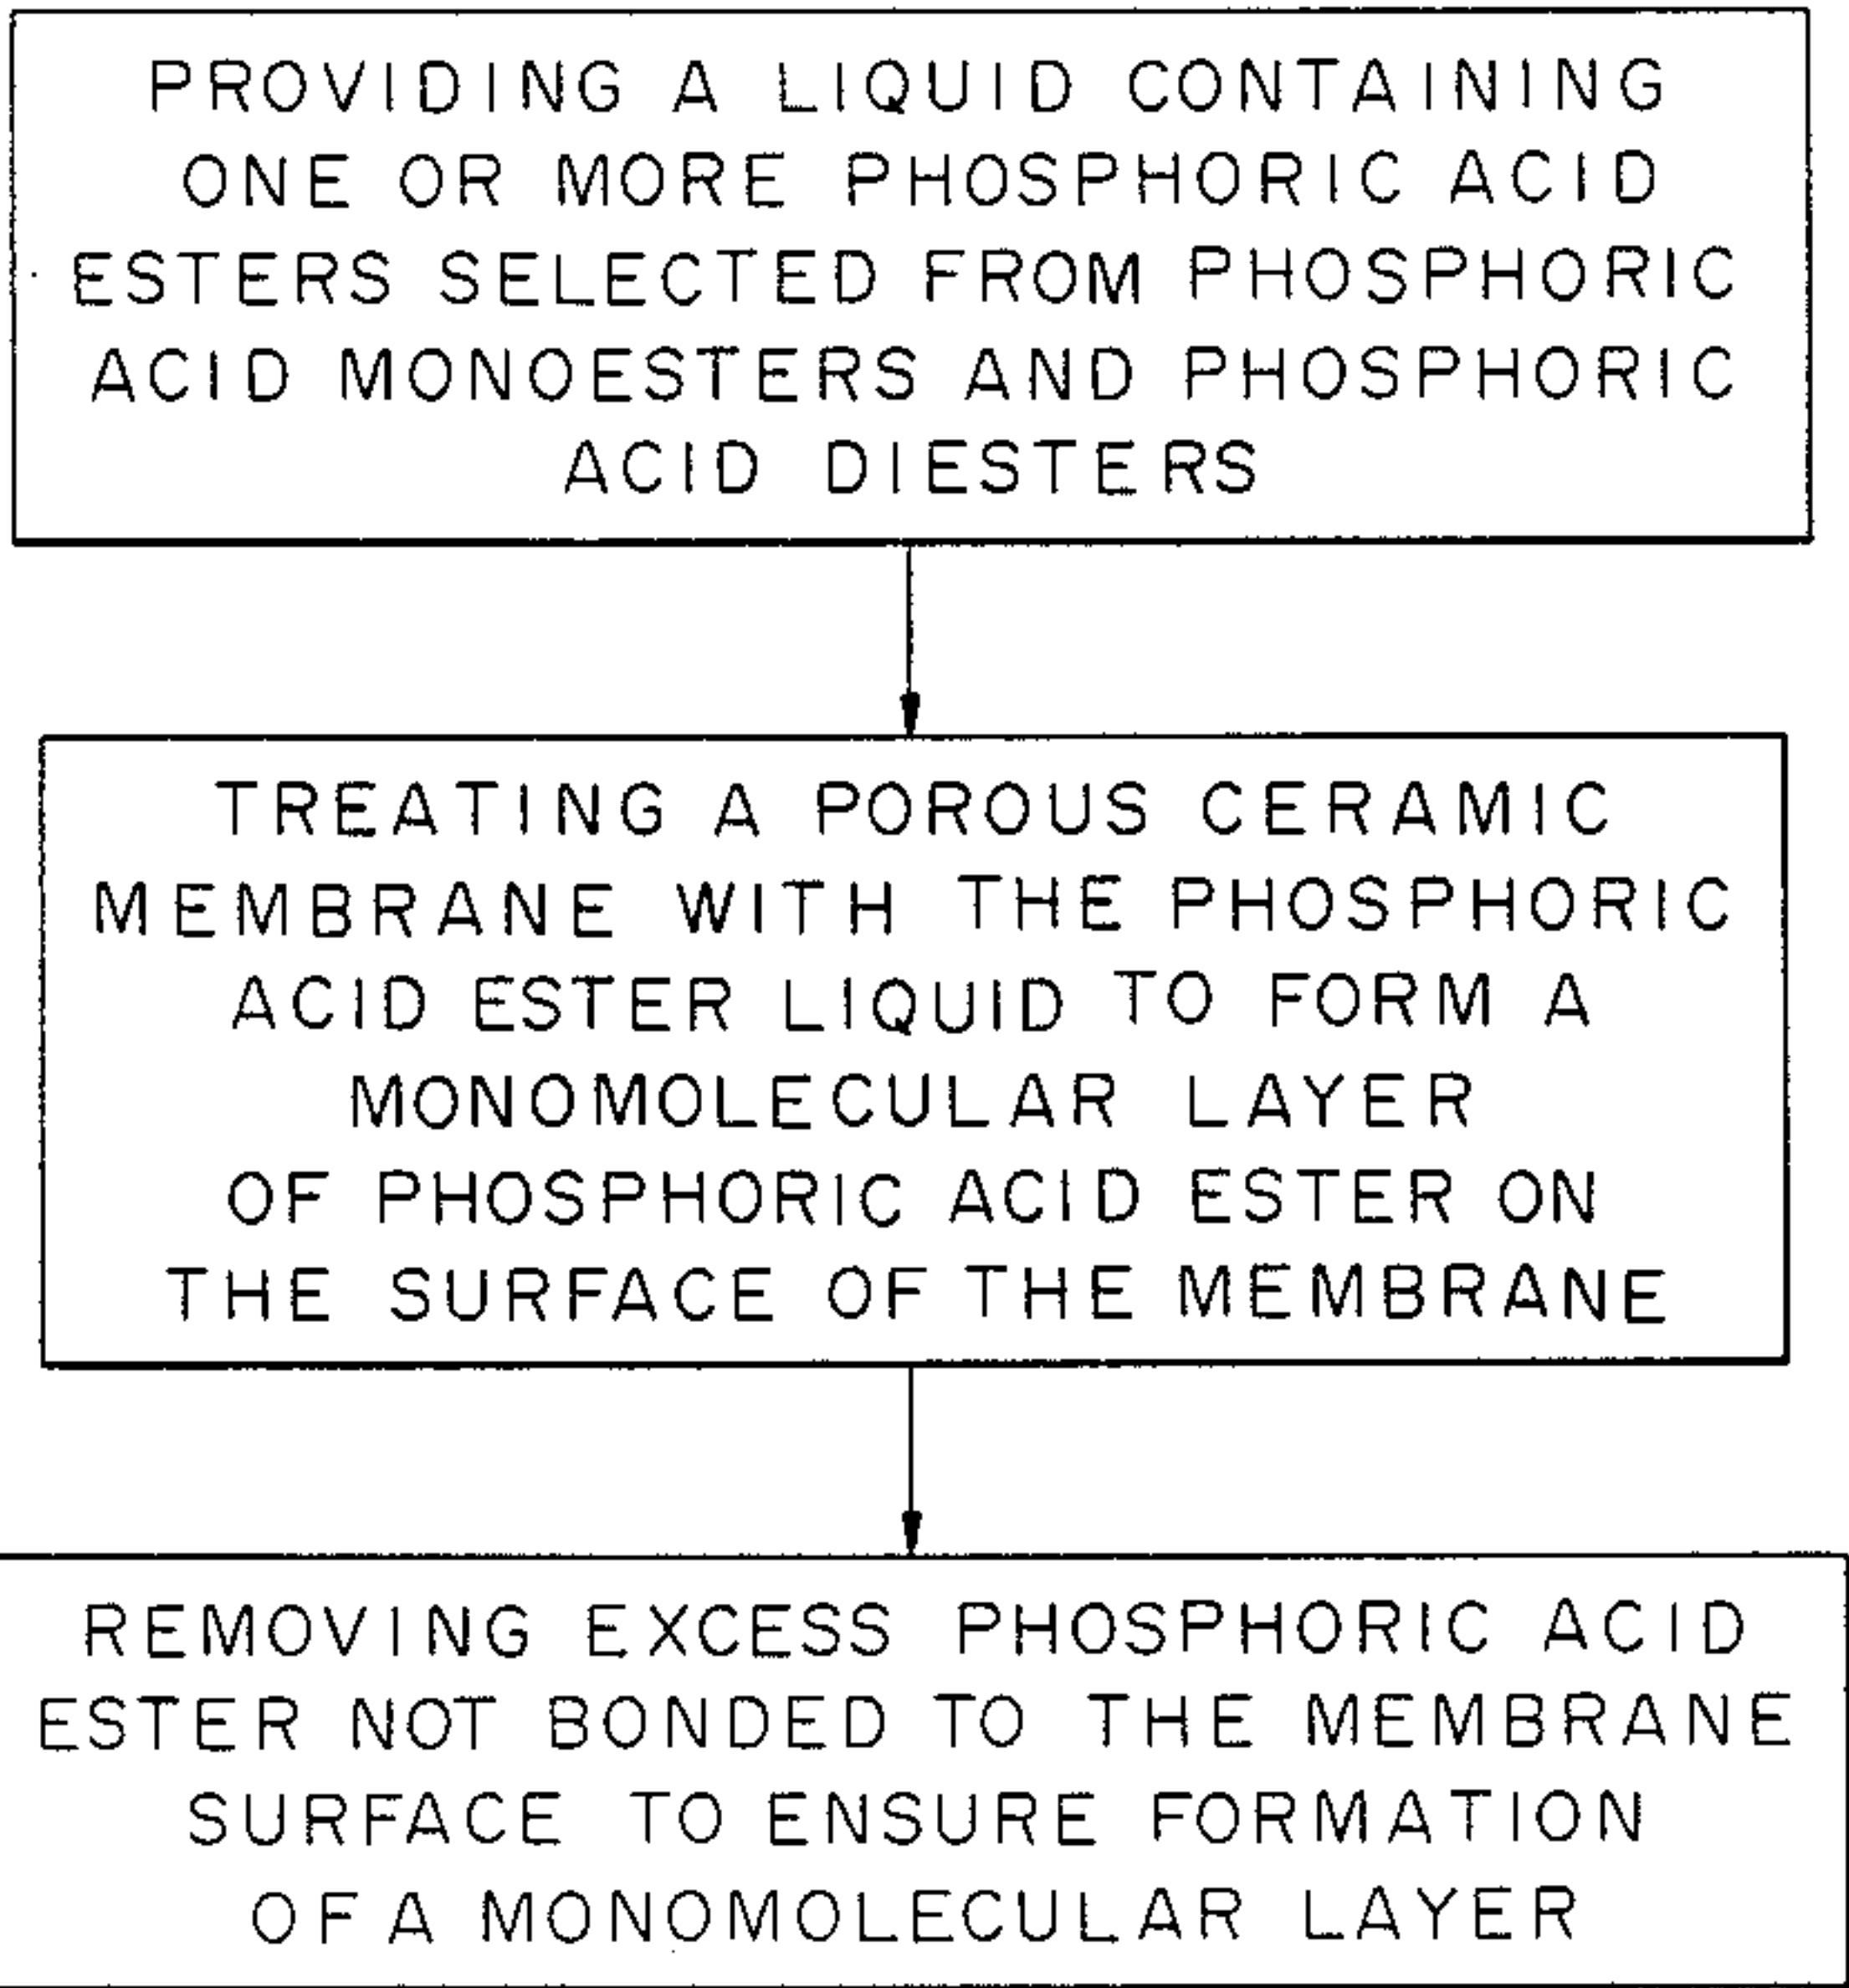 PROVIDING A LIQUID CONTAINING
ONE OR MORE PHOSPHORIC ACID
ESTERS SELECTED FROM PHOSPHORIC
ACID MONOESTERS AND PHOSPHORIC
ACID DIESTERS
TREATING A POROUS CERAMIC
MEMBRANE WITH THE PHOSPHORIC
ACID ESTER LIQUID TO FORM A
MONOMOLECULAR LAYER
OF PHOSPHORIC ACID ESTER ON
THE SURFACE OF THE MEMBRANE
REMOVING EXCESS PHOSPHORIC ACID
ESTER NOT BONDED TO THE MEMBRANE
SURFACE TO ENSURE FORMATION
OF A MONOMOLECULAR LAYER